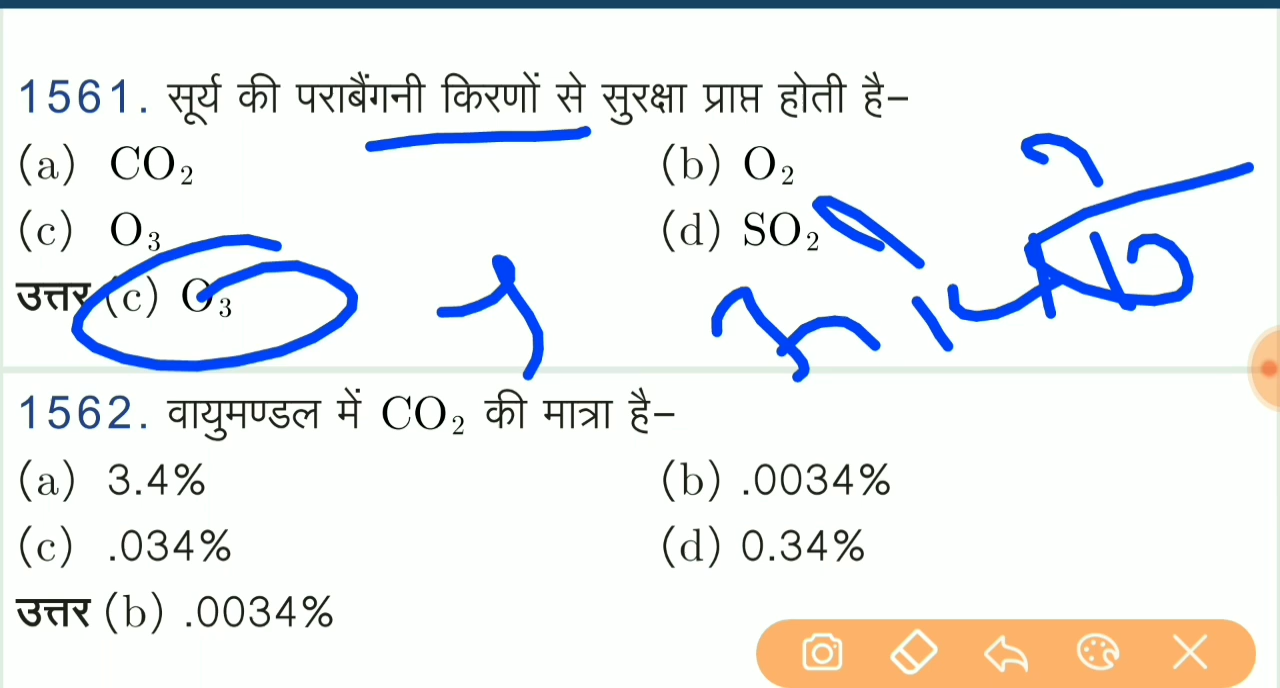 1561. सूर्य की पराबैंगनी किरणों से सुरक्षा प्राप्त होती है–
(a) CO₂ (b) O₂
(c) O₃ (d) SO₂
उत्तर (c) O₃
1562. वायुमण्डल में CO₂ की मात्रा है–
(a) 3.4% (b) .0034%
(c) .034% (d) 0.34%
उत्तर (b) .0034%